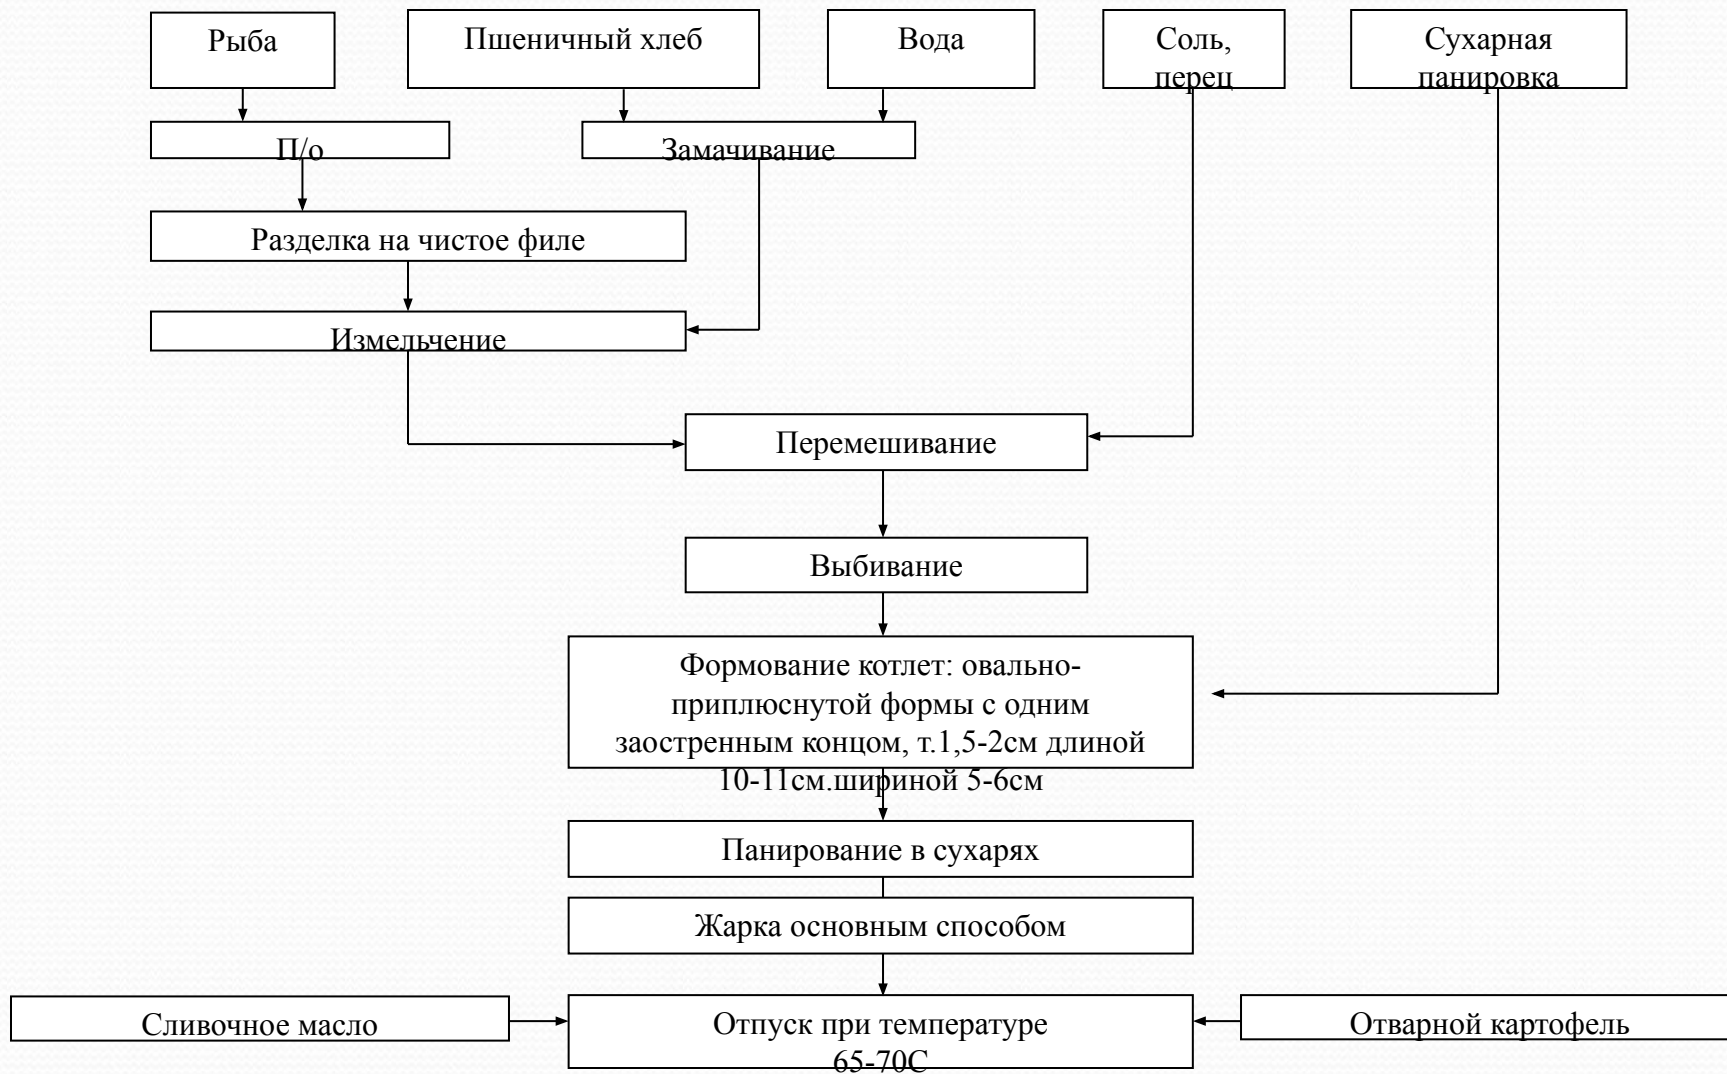 Рыба
Пшеничный хлеб
Вода
Соль,
перец
Сухарная
панировка
П/о
Замачивание
Разделка на чистое филе
Измельчение
Перемешивание
Выбивание
Формование котлет: овально-
приплюснутой формы с одним
заостренным концом, т.1,5-2см длиной
10-11см.шириной 5-6см
Панирование в сухарях
Жарка основным способом
Сливочное масло
Отпуск при температуре
65-70С
Отварной картофель